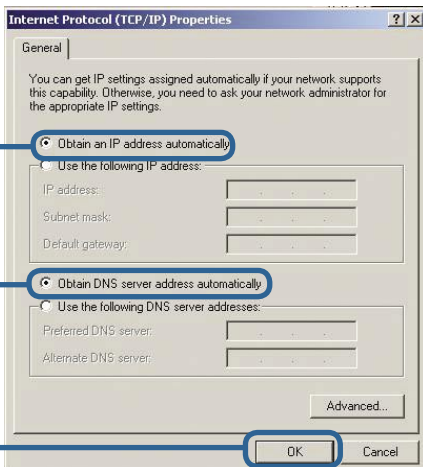 Internet Protocol (TCP/IP) Properties
General
You can get IP settings assigned automatically if your network supports
this capability. Otherwise, you need to ask your network administrator for
the appropriate IP settings.
Obtain an IP address automatically
Use the following IP address:
IP address:
Subnet mask:
Default gateway:
Obtain DNS server address automatically
Use the following DNS server addresses:
Preferred DNS server:
Alternate DNS server:
Advanced...
OK
Cancel